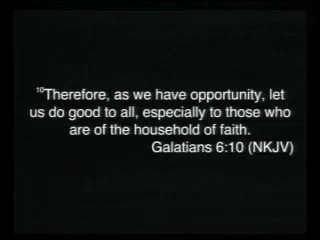 10Therefore, as we have opportunity, let
us do good to all, especially to those who
are of the household of faith.
Galatians 6:10 (NKJV)